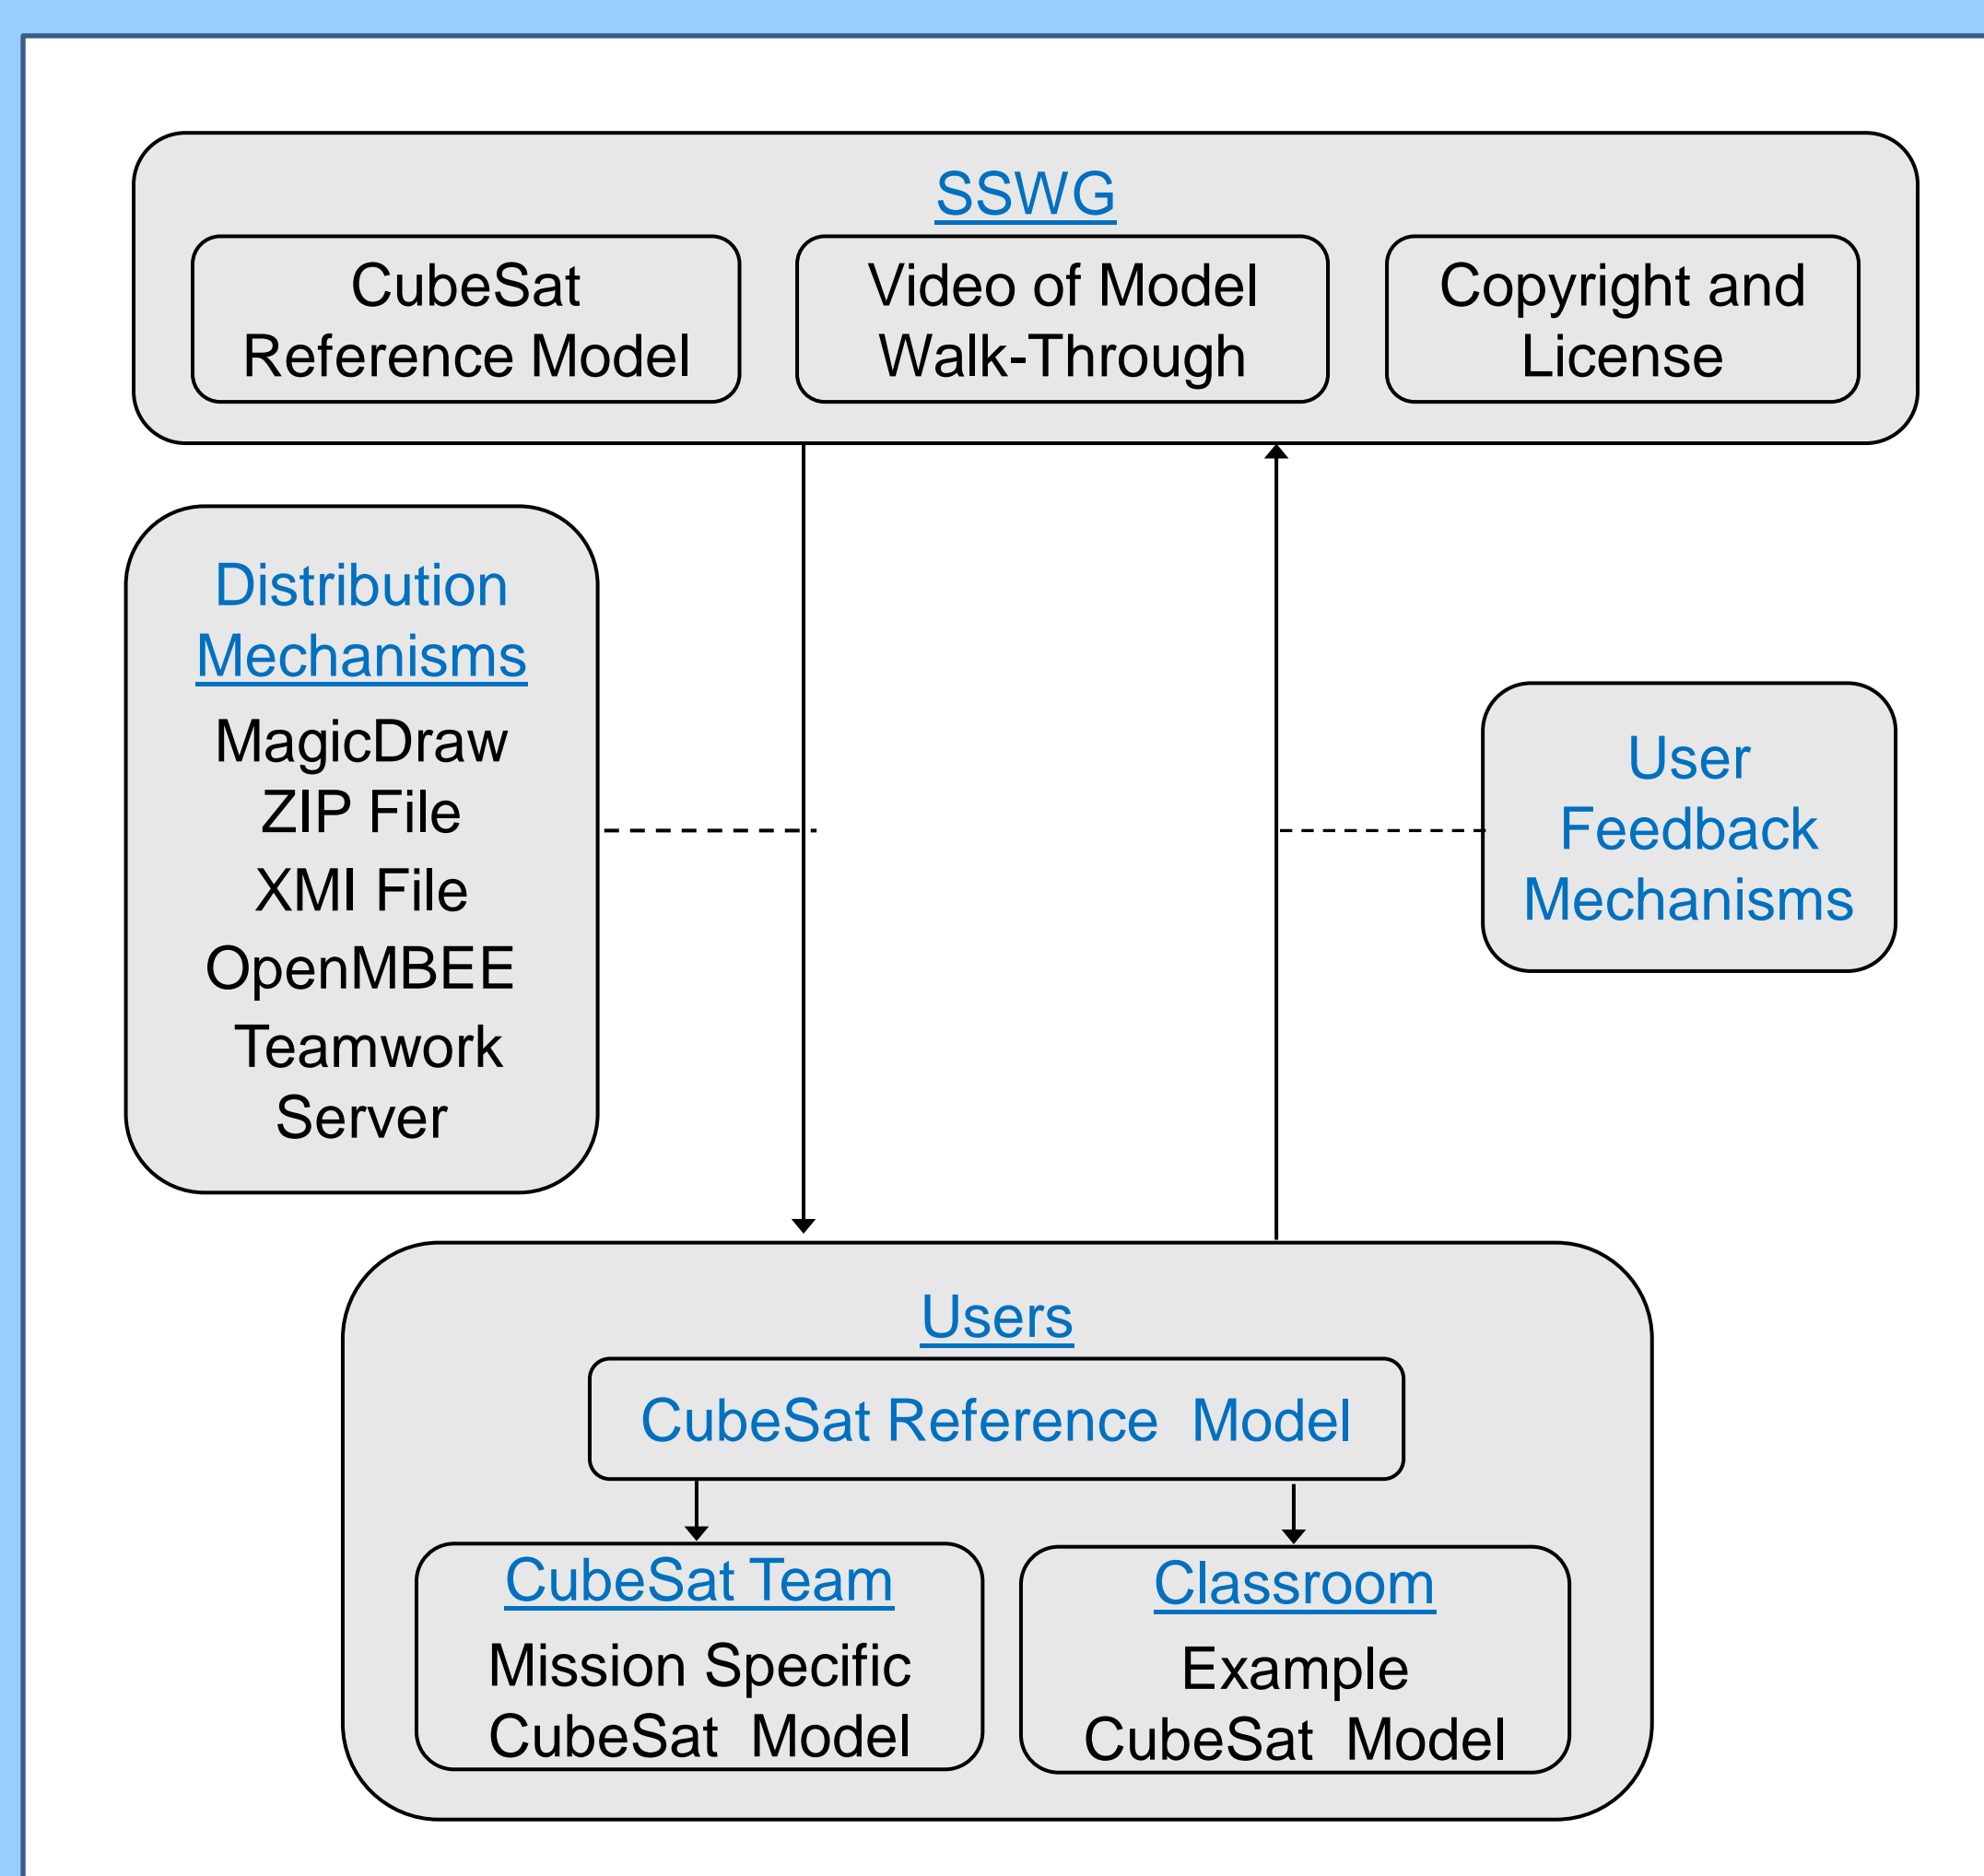 SSWG
CubeSat
Reference Model
Video of Model
Walk-Through
Copyright and
License
Distribution
Mechanisms
MagicDraw
ZIP File
XMI File
OpenMBEE
Teamwork
Server
User
Feedback
Mechanisms
Users
CubeSat Reference Model
CubeSat Team
Mission Specific
CubeSat Model
Classroom
Example
CubeSat Model